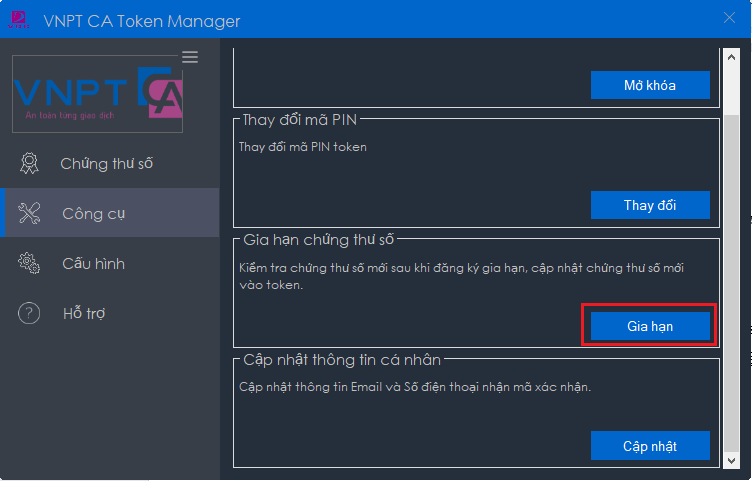 VNPT CA Token Manager
VNPT CA
An toàn từng giao dịch
Chứng thư số
Công cụ
Cấu hình
?
Hỗ trợ
Mở khóa
Thay đổi mã PIN
Thay đổi mã PIN token
Thay đổi
Gia hạn chứng thư số
Kiểm tra chứng thư số mới sau khi đăng ký gia hạn, cập nhật chứng thư số mới
vào token.
Gia hạn
Cập nhật thông tin cá nhân
Cập nhật thông tin Email và Số điện thoại nhận mã xác nhận.
Cập nhật